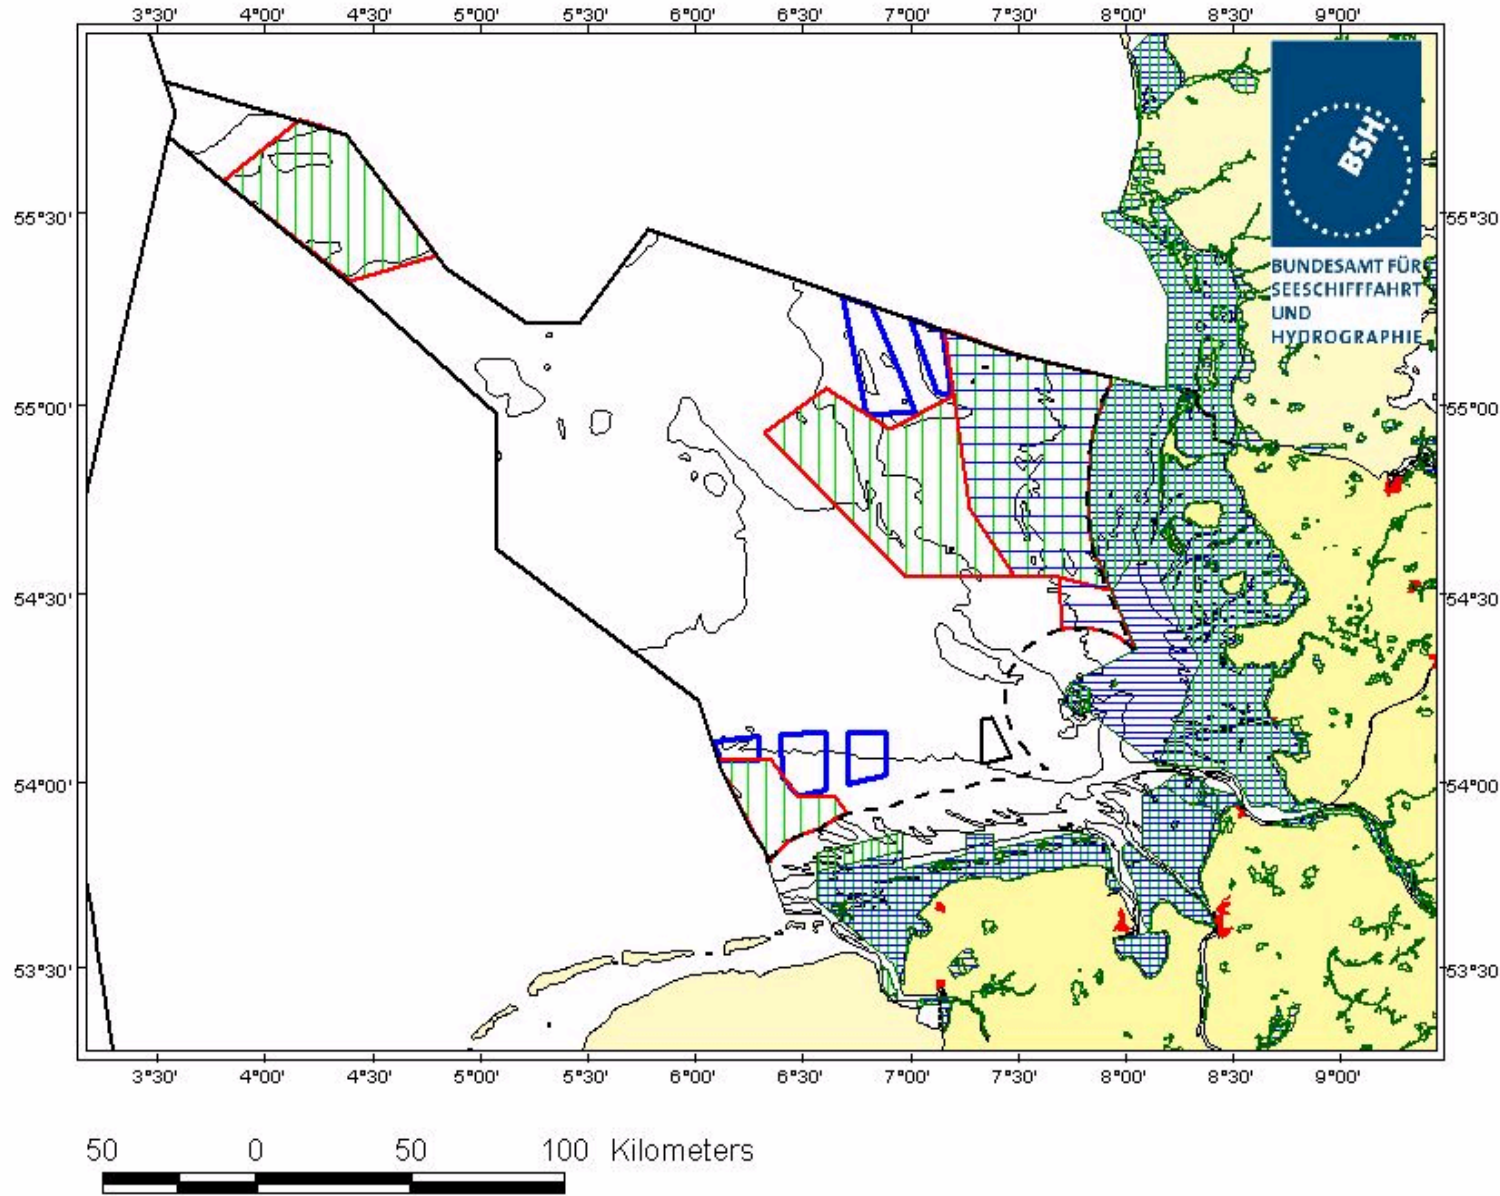 3°30' 4°00' 4°30' 5°00' 5°30' 6°00' 6°30' 7°00' 7°30' 8°00' 8°30' 9°00'
BSH
55°30' 55°30'
BUNDESAMT FÜR
SEESCHIFFFAHRT
UND
HYDROGRAPHIE
55°00' 55°00'
54°30' 54°30'
54°00' 54°00'
53°30' 53°30'
3°30' 4°00' 4°30' 5°00' 5°30' 6°00' 6°30' 7°00' 7°30' 8°00' 8°30' 9°00'
50 0 50 100 Kilometers